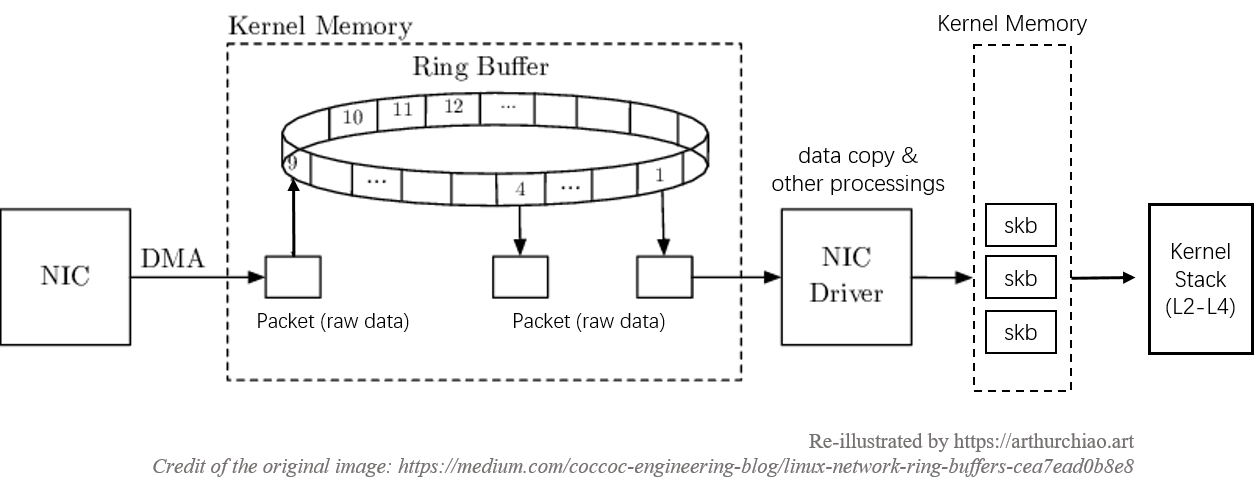 Kernel Memory
Kernel Memory
Ring Buffer
10
11
12
...
9
...
4
...
1
data copy &
other processings
NIC
DMA
NIC
Driver
skb
skb
skb
Kernel
Stack
(L2-L4)
Packet (raw data)
Packet (raw data)
Re-illustrated by https://arthurchiao.art
Credit of the original image: https://medium.com/coccoc-engineering-blog/linux-network-ring-buffers-cea7ead0b8e8